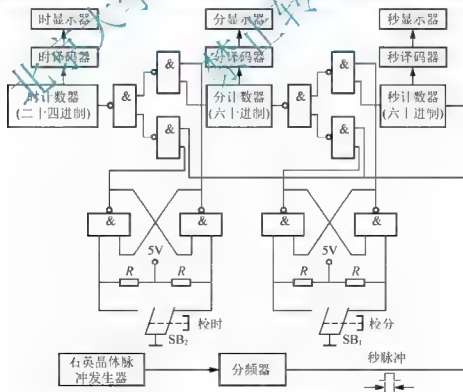 时显示器
分显示器
秒显示器
时译码器
分译码器
秒译码器
& & & &
时计数器
(二十四进制)
&
分计数器
(六十进制)
&
秒计数器
(六十进制)
& & & &
5V
5V
R R R R
校时
校分
SB₂
SB₁
石英晶体脉
冲发生器
分频器
秒脉冲